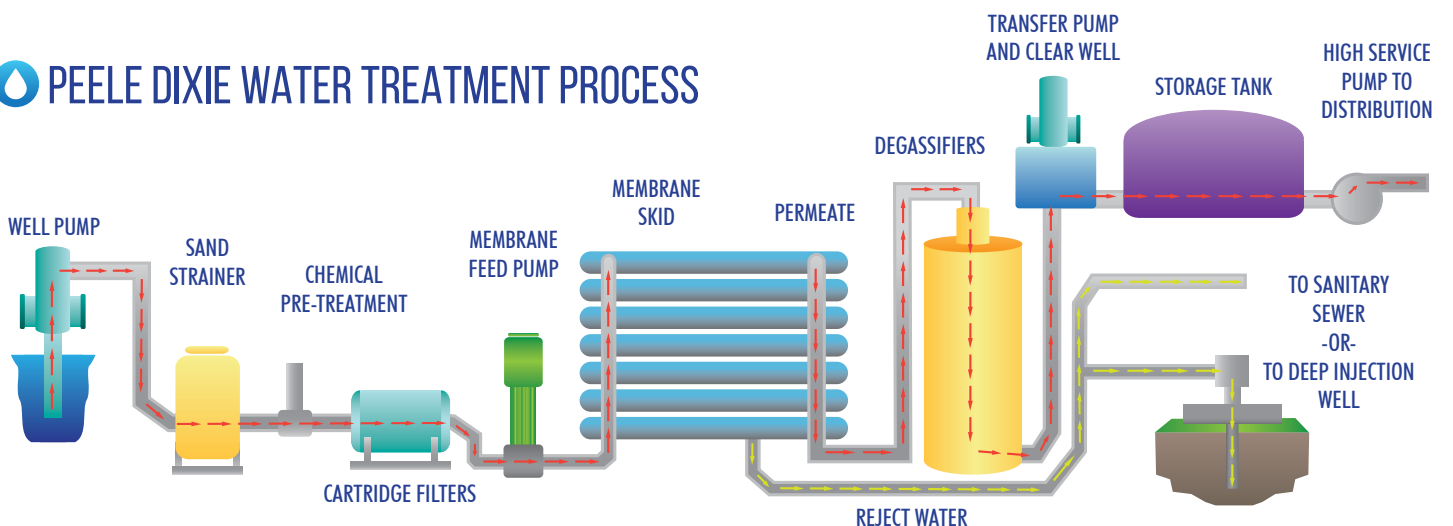 PEELE DIXIE WATER TREATMENT PROCESS
WELL PUMP
SAND
STRAINER
CHEMICAL
PRE-TREATMENT
CARTRIDGE FILTERS
MEMBRANE
FEED PUMP
MEMBRANE
SKID
PERMEATE
REJECT WATER
DEGASSIFIERS
TRANSFER PUMP
AND CLEAR WELL
STORAGE TANK
HIGH SERVICE
PUMP TO
DISTRIBUTION
TO SANITARY
SEWER
-OR-
TO DEEP INJECTION
WELL